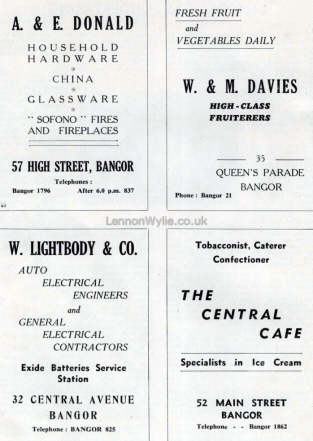 A. & E. DONALD
HOUSEHOLD
HARDWARE
*
CHINA
*
GLASSWARE
*
"SOFONO" FIRES
AND FIREPLACES
57 HIGH STREET, BANGOR
Telephones :
Bangor 1796 After 6.0 p.m. 837
FRESH FRUIT
and
VEGETABLES DAILY
W. & M. DAVIES
HIGH-CLASS
FRUITERERS
35
QUEEN'S PARADE
BANGOR
Phone : Bangor 21
LennonWylie.co.uk
W. LIGHTBODY & CO.
AUTO
ELECTRICAL
ENGINEERS
and
GENERAL
ELECTRICAL
CONTRACTORS
Exide Batteries Service
Station
32 CENTRAL AVENUE
BANGOR
Telephone : BANGOR 825
Tobacconist, Caterer
Confectioner
THE
CENTRAL
CAFE
Specialists in Ice Cream
52 MAIN STREET
BANGOR
Telephone - - Bangor 1862